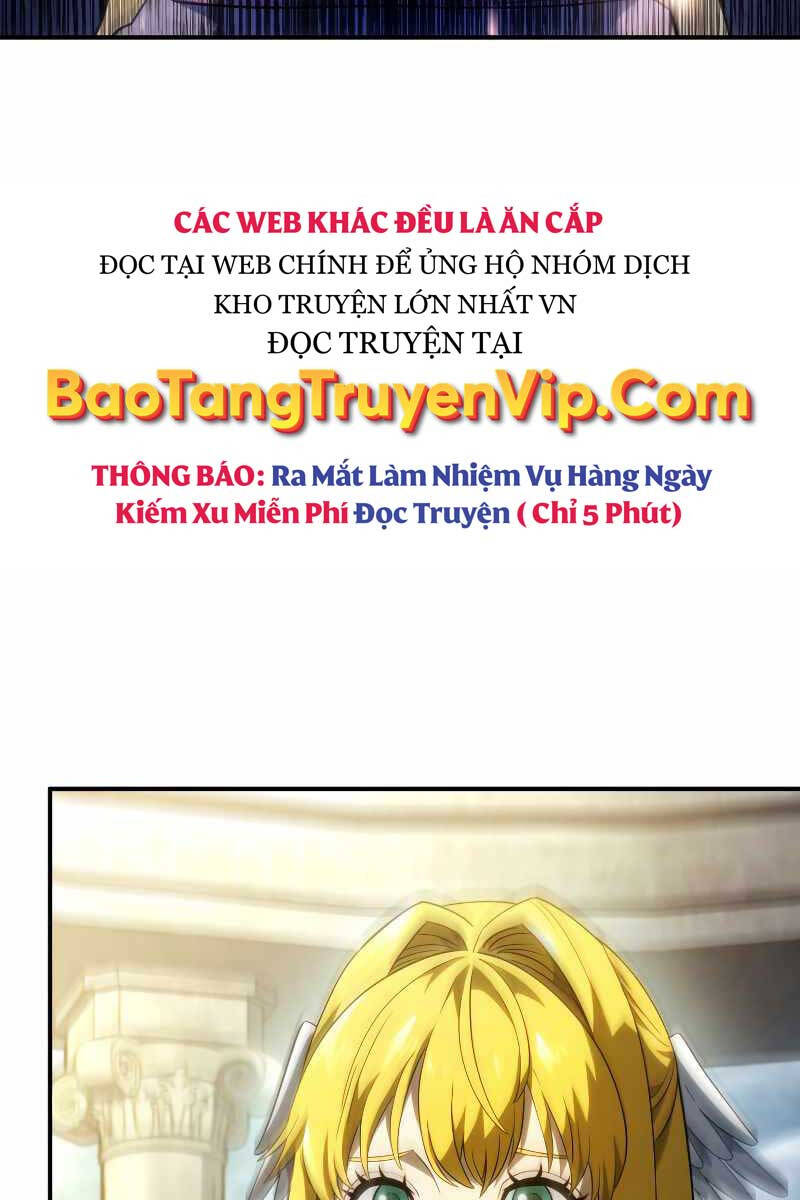 CÁC WEB KHÁC ĐỀU LÀ ĂN CẮP
ĐỌC TẠI WEB CHÍNH ĐỂ ỦNG HỘ NHÓM DỊCH
KHO TRUYỆN LỚN NHẤT VN
ĐỌC TRUYỆN TẠI
BaoTangTruyenVip.Com
THÔNG BÁO: Ra Mắt Làm Nhiệm Vụ Hàng Ngày
Kiếm Xu Miễn Phí Đọc Truyện ( Chỉ 5 Phút)